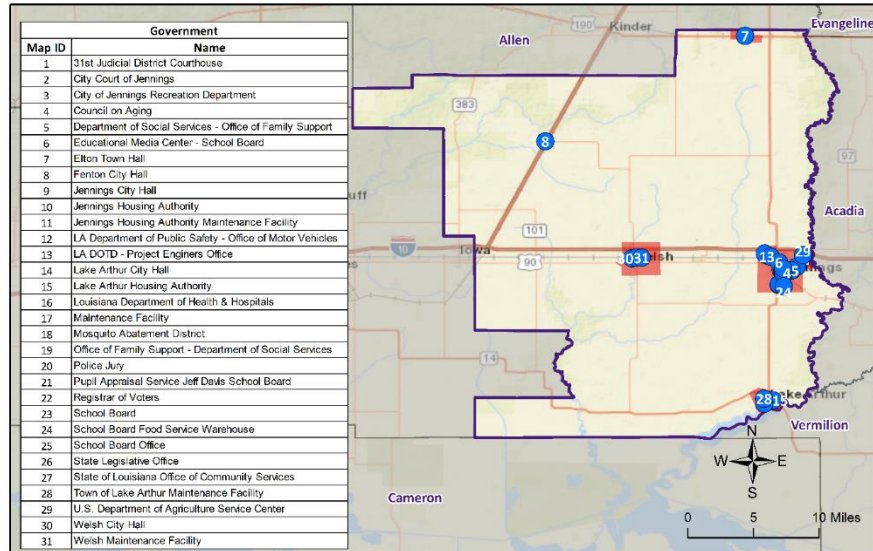 Government
Map ID Name
1 31st Judicial District Courthouse
2 City Court of Jennings
3 City of Jennings Recreation Department
4 Council on Aging
5 Department of Social Services - Office of Family Support
6 Educational Media Center - School Board
7 Elton Town Hall
8 Fenton City Hall
9 Jennings City Hall
10 Jennings Housing Authority
11 Jennings Housing Authority Maintenance Facility
12 LA Department of Public Safety - Office of Motor Vehicles
13 LA DOTD - Project Enginers Office
14 Lake Arthur City Hall
15 Lake Arthur Housing Authority
16 Louisiana Department of Health & Hospitals
17 Maintenance Facility
18 Mosquito Abatement District
19 Office of Family Support - Department of Social Services
20 Police Jury
21 Pupil Appraisal Service Jeff Davis School Board
22 Registrar of Voters
23 School Board
24 School Board Food Service Warehouse
25 School Board Office
26 State Legislative Office
27 State of Louisiana Office of Community Services
28 Town of Lake Arthur Maintenance Facility
29 U.S. Department of Agriculture Service Center
30 Welsh City Hall
31 Welsh Maintenance Facility
Evangeline
Kinder
190
Allen
7
383
8
97
Acadia
101
10
Iowa
90
30 31
13
6
29
4 5
24
14
28 15
Vermilion
Cameron
N
W E
S
0 5 10 Miles